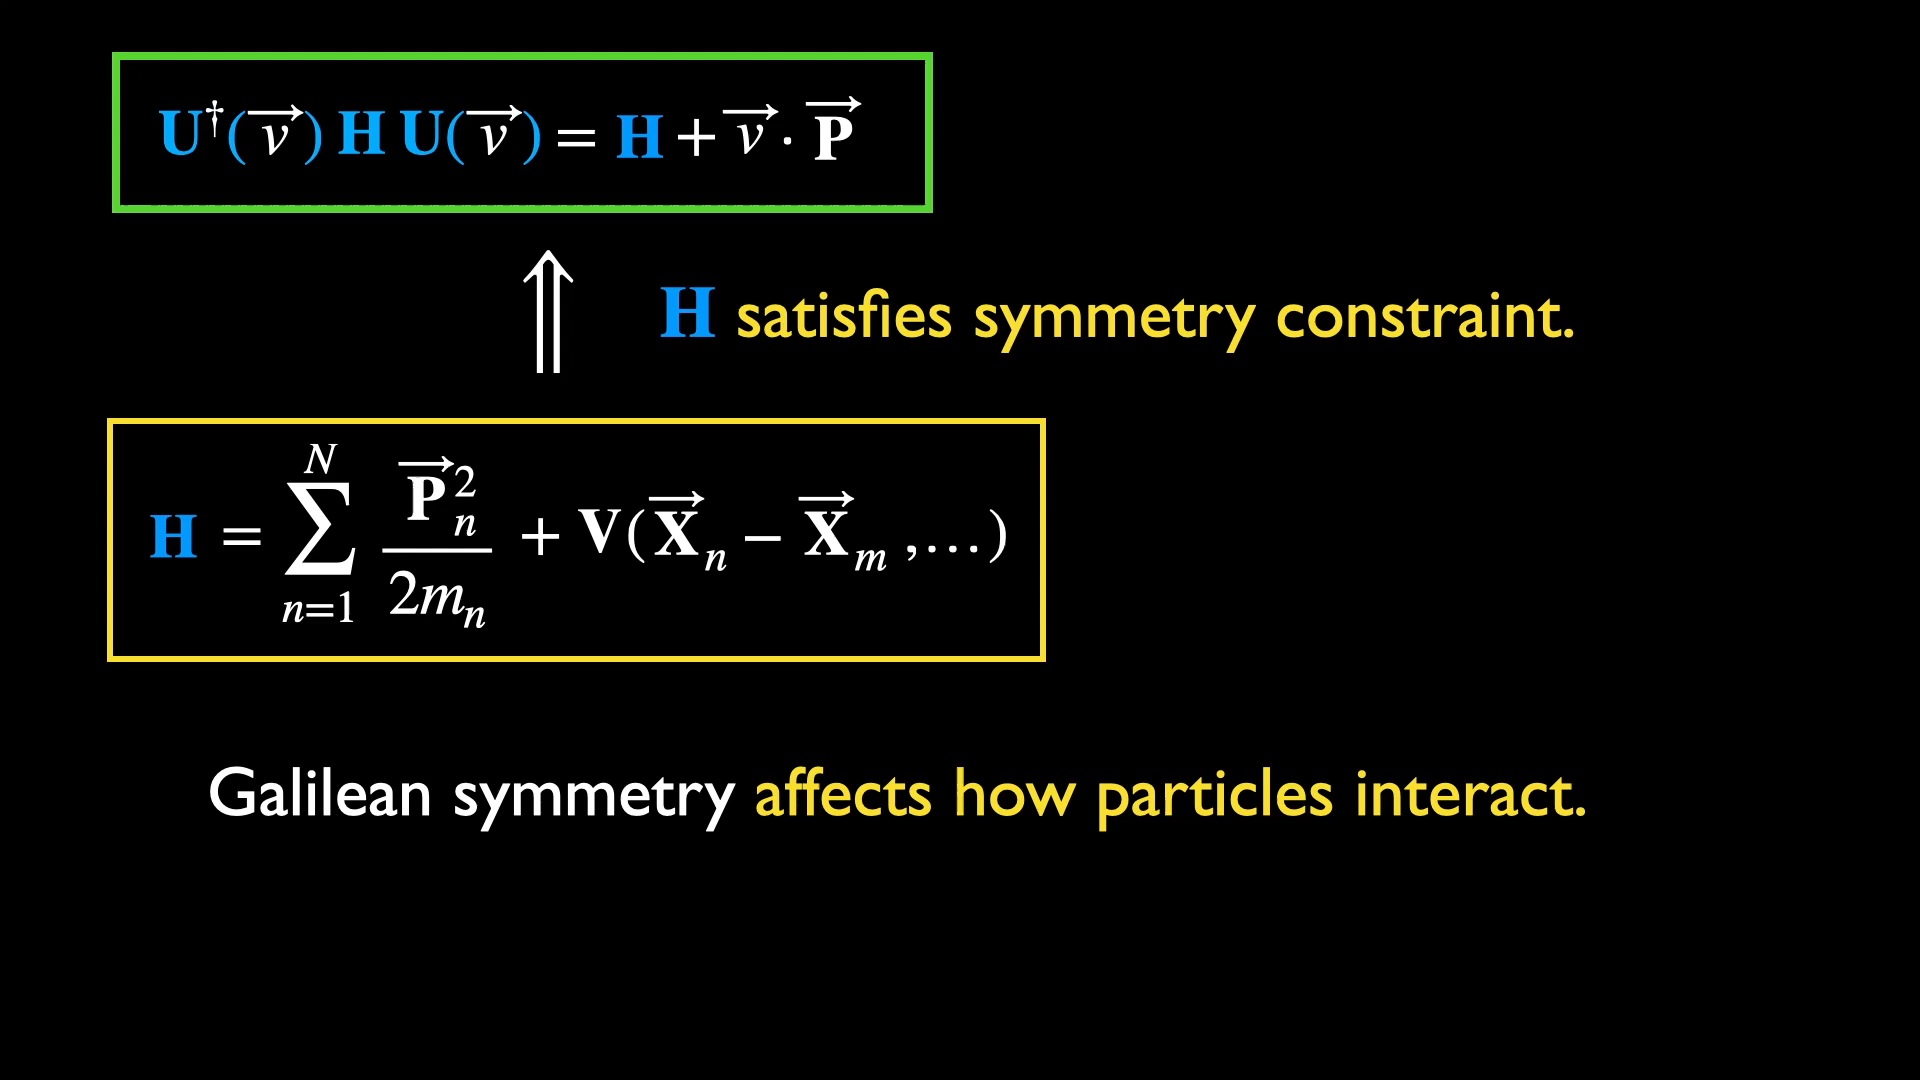 U†(v⃗) H U(v⃗) = H + v⃗ · P⃗
⇑ H satisfies symmetry constraint.
H = ∑_{n=1}^{N} P⃗_n^2 / 2m_n + V(X⃗_n − X⃗_m ,…)
Galilean symmetry affects how particles interact.